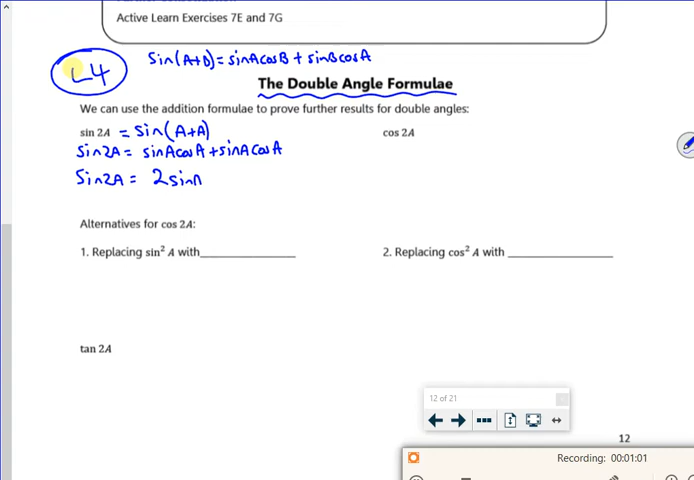 Active Learn Exercises 7E and 7G
L4
Sin(A+B) = sinAcosB + sinBcosA
The Double Angle Formulae
We can use the addition formulae to prove further results for double angles:
sin 2A = sin(A+A)
cos 2A
Sin2A = sinAcosA + sinAcosA
Sin2A = 2sinA
Alternatives for cos 2A:
1. Replacing sin² A with____________
2. Replacing cos² A with ____________
tan 2A
12 of 21
12
Recording: 00:01:01